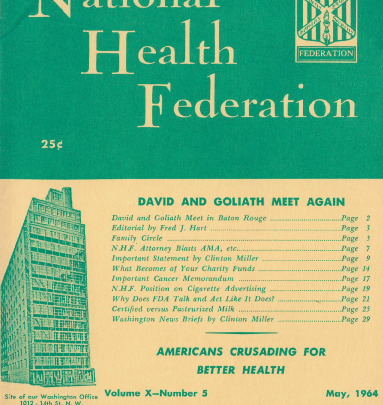 National
Health
Federation
FEDERATION
25¢
DAVID AND GOLIATH MEET AGAIN
David and Goliath Meet in Baton Rouge ........ Page 2
Editorial by Fred J. Hart ........ Page 3
Family Circle ........ Page 3
N.H.F. Attorney Blasts AMA, etc. ........ Page 7
Important Statement by Clinton Miller ........ Page 9
What Becomes of Your Charity Funds ........ Page 14
Important Cancer Memorandum ........ Page 17
N.H.F. Position on Cigarette Advertising ........ Page 19
Why Does FDA Talk and Act Like It Does? ........ Page 21
Certified versus Pasteurized Milk ........ Page 25
Washington News Briefs by Clinton Miller ........ Page 29
AMERICANS CRUSADING FOR
BETTER HEALTH
Site of our Washington Office
1012 - 14th St. N. W.
Volume X—Number 5
May, 1964